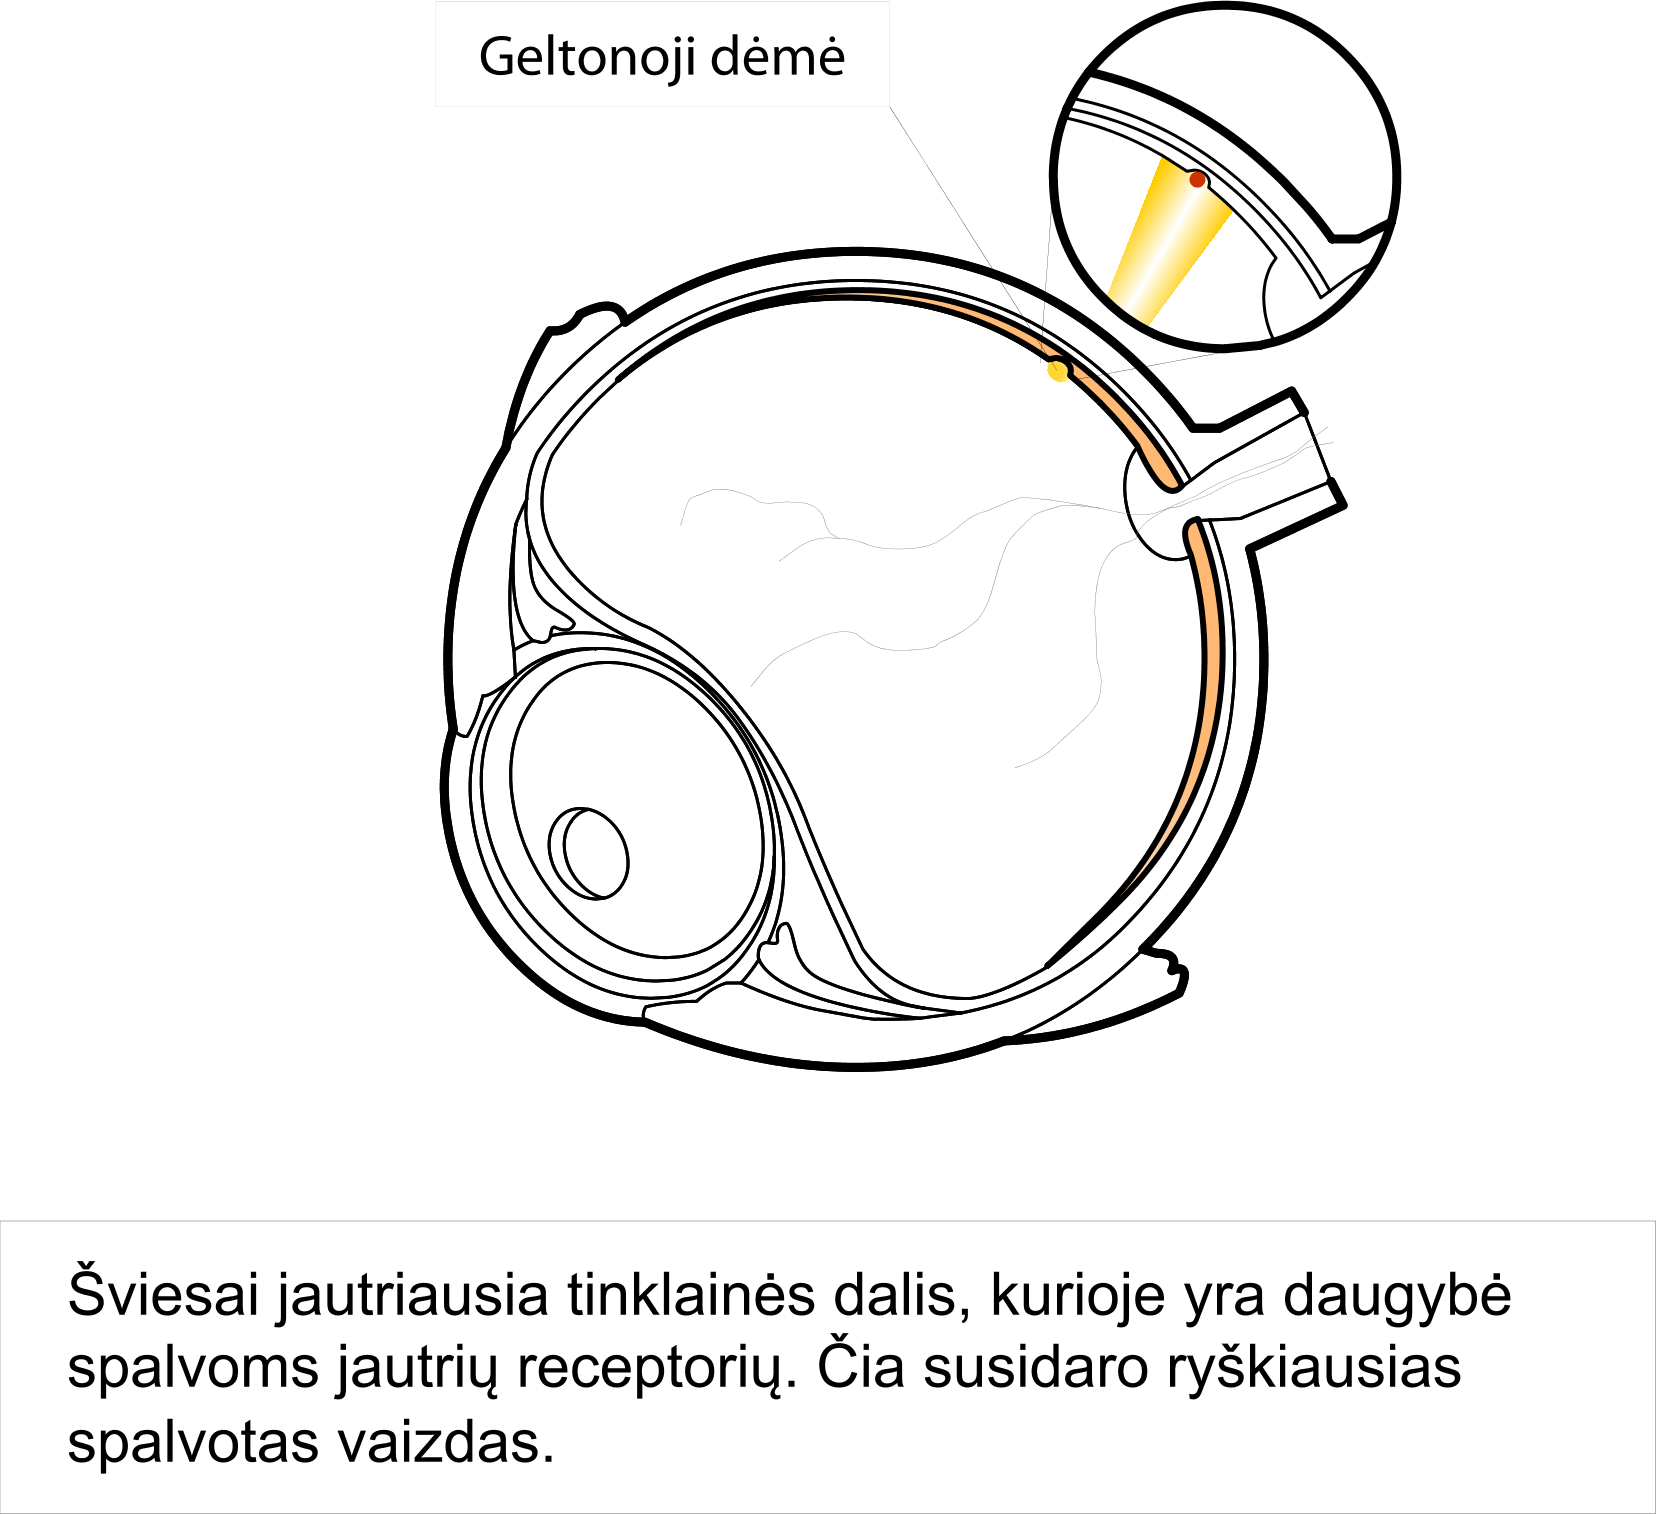 Geltonoji dėmė
Šviesai jautriausia tinklainės dalis, kurioje yra daugybė
spalvoms jautrių receptorių. Čia susidaro ryškiausias
spalvotas vaizdas.